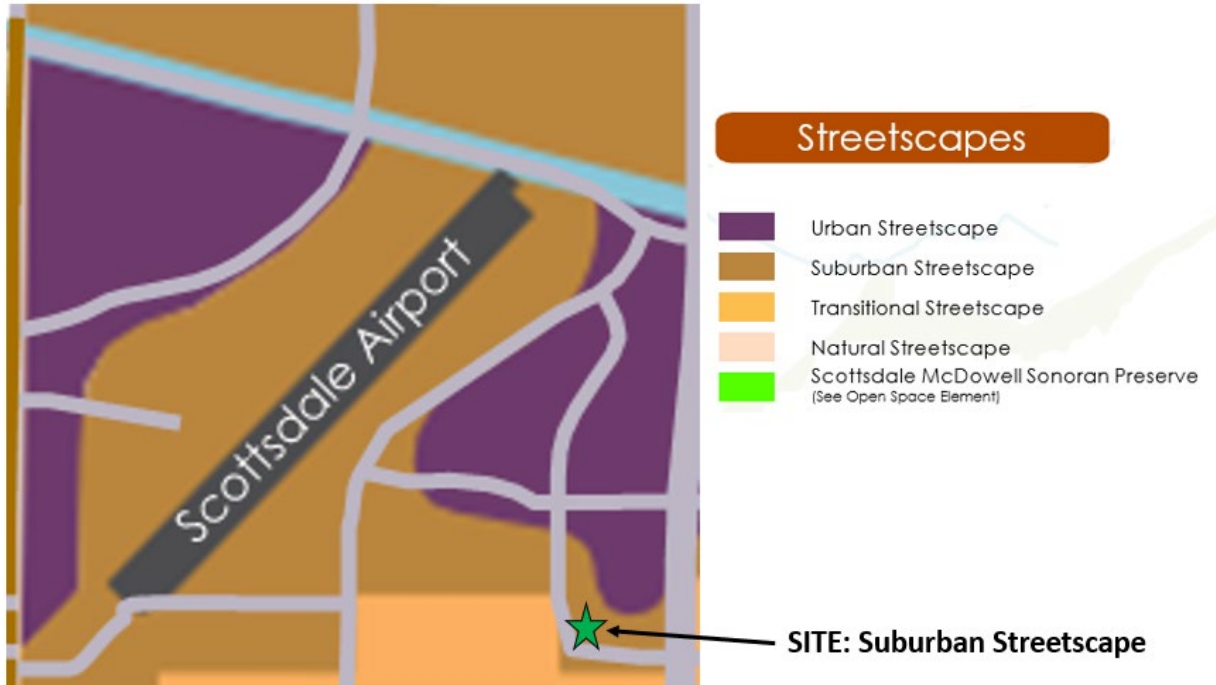 Scottsdale Airport
Streetscapes
Urban Streetscape
Suburban Streetscape
Transitional Streetscape
Natural Streetscape
Scottsdale McDowell Sonoran Preserve
(See Open Space Element)
SITE: Suburban Streetscape